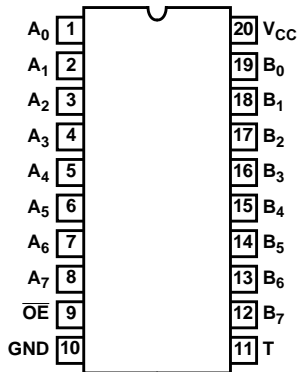 A0 1 20 VCC
A1 2 19 B0
A2 3 18 B1
A3 4 17 B2
A4 5 16 B3
A5 6 15 B4
A6 7 14 B5
A7 8 13 B6
OE 9 12 B7
GND 10 11 T